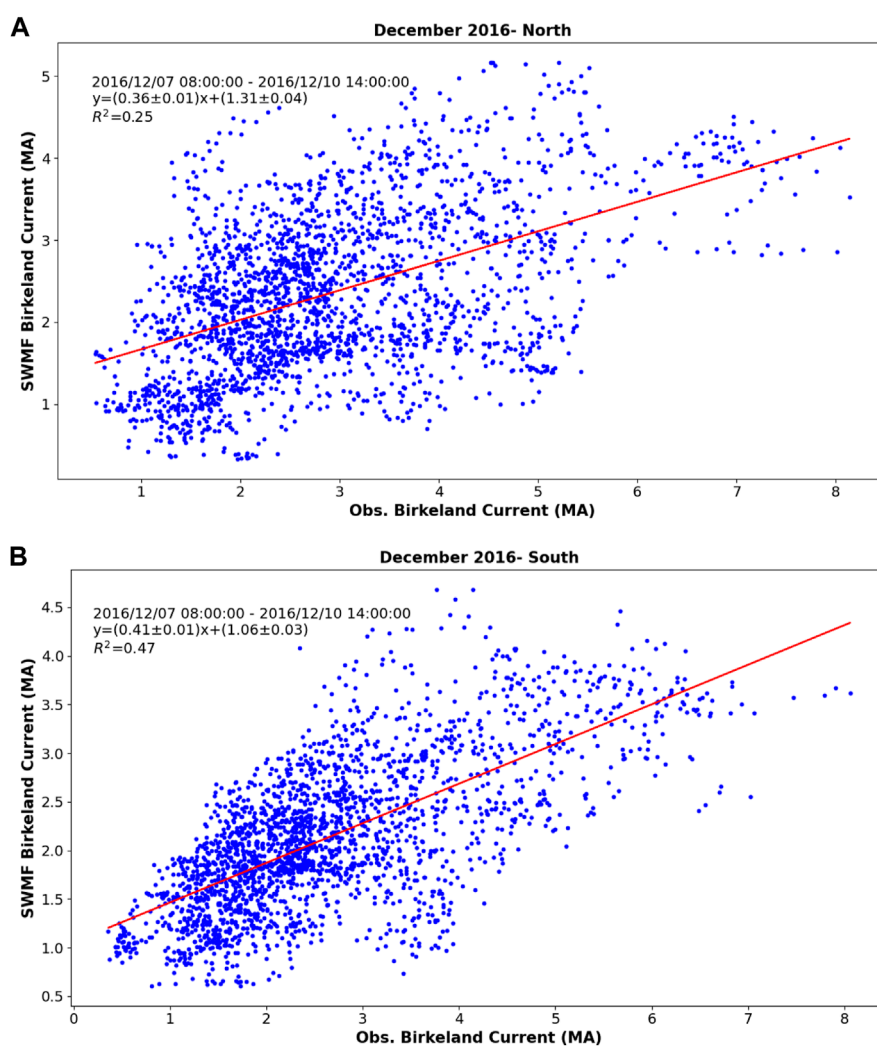 A
December 2016- North
2016/12/07 08:00:00 - 2016/12/10 14:00:00
y=(0.36±0.01)x+(1.31±0.04)
R²=0.25
SWMF Birkeland Current (MA)
5
4
3
2
1
1 2 3 4 5 6 7 8
Obs. Birkeland Current (MA)
B
December 2016- South
2016/12/07 08:00:00 - 2016/12/10 14:00:00
y=(0.41±0.01)x+(1.06±0.03)
R²=0.47
SWMF Birkeland Current (MA)
4.5
4.0
3.5
3.0
2.5
2.0
1.5
1.0
0.5
0 1 2 3 4 5 6 7 8
Obs. Birkeland Current (MA)